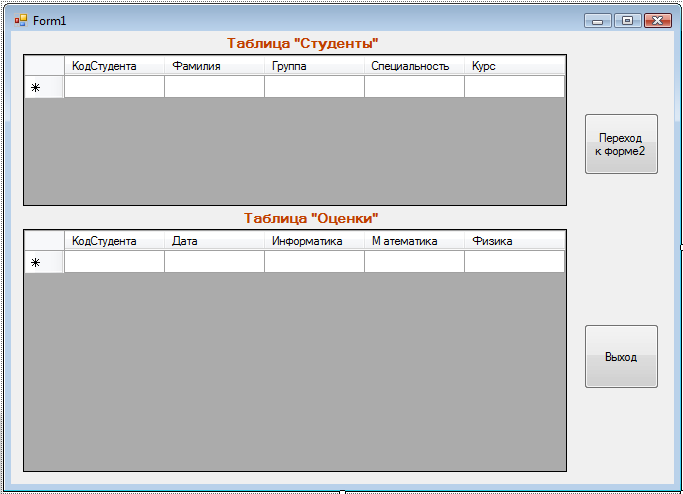 Form1
Таблица "Студенты"
КодСтудента Фамилия Группа Специальность Курс
Переход
к форме2
Таблица "Оценки"
КодСтудента Дата Информатика М атематика Физика
Выход